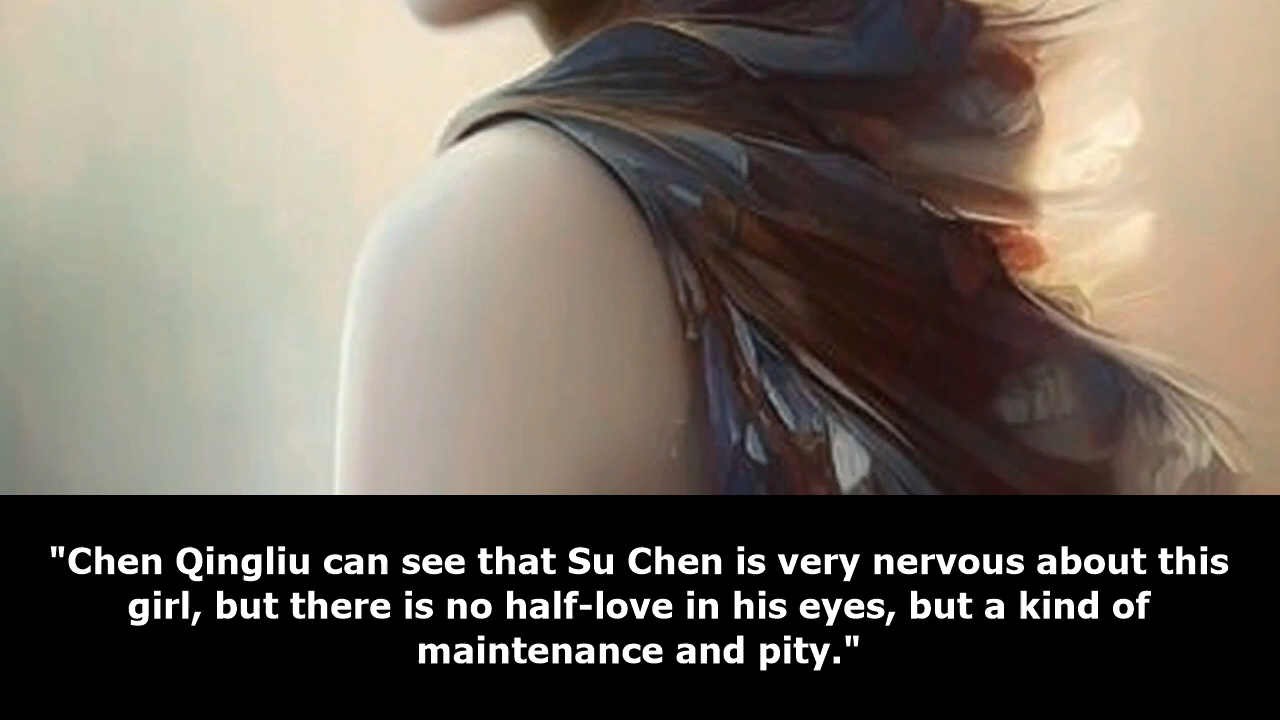 "Chen Qingliu can see that Su Chen is very nervous about this
girl, but there is no half-love in his eyes, but a kind of
maintenance and pity."